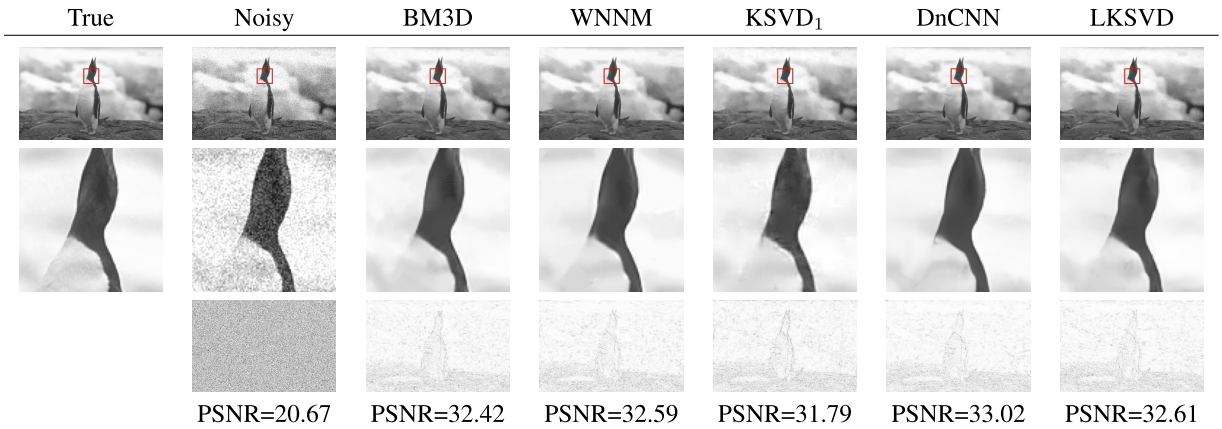 True Noisy BM3D WNNM KSVD₁ DnCNN LKSVD
PSNR=20.67 PSNR=32.42 PSNR=32.59 PSNR=31.79 PSNR=33.02 PSNR=32.61